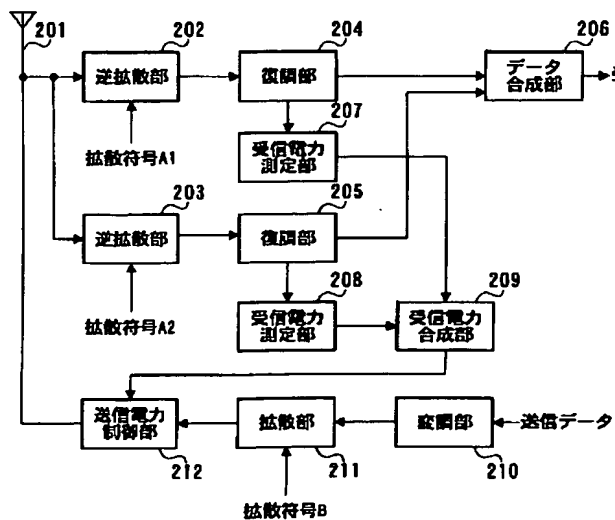 201
202
204
206
逆拡散部
復調部
データ
合成部
207
拡散符号A1
受信電力
測定部
203
205
逆拡散部
復調部
208
209
拡散符号A2
受信電力
測定部
受信電力
合成部
送信電力
制御部
拡散部
変調部
送信データ
212
211
210
拡散符号B